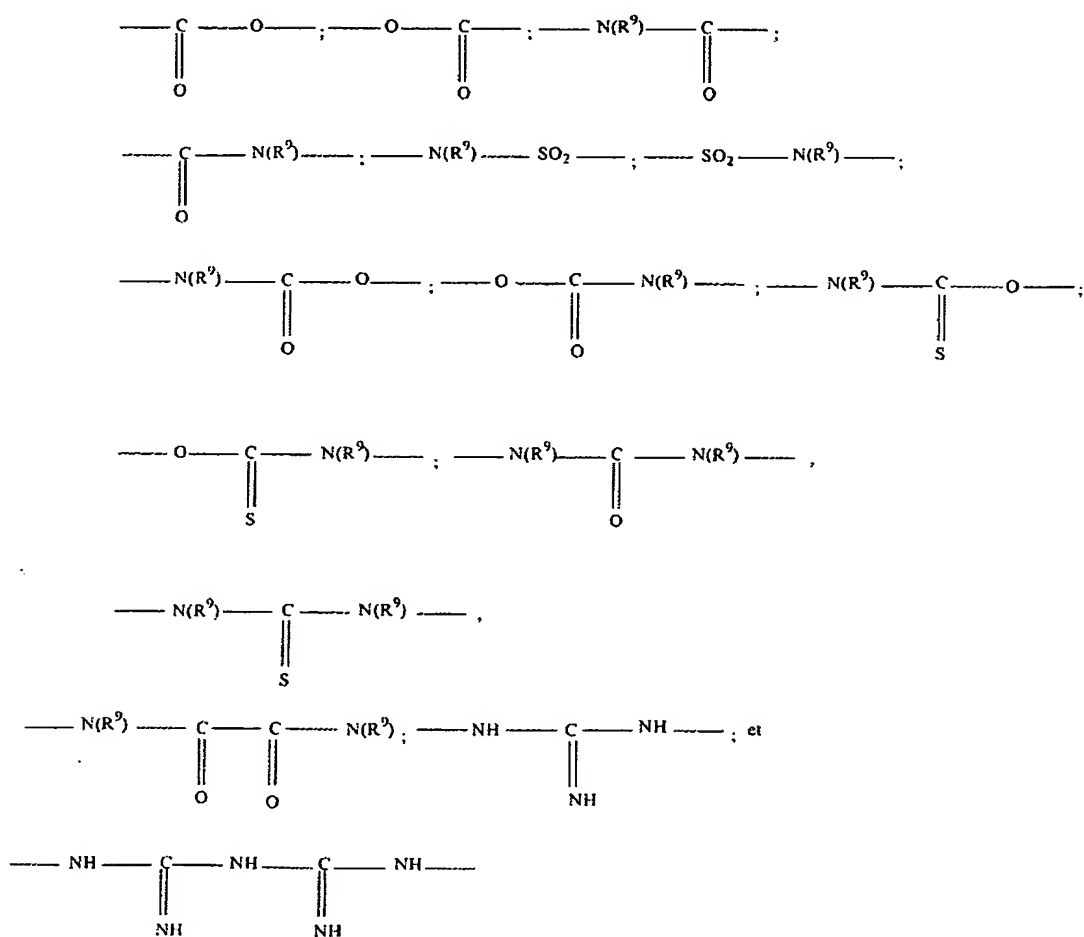 — C — O — ; — O — C — ; — N(R⁹) — C — ;
O O O
— C — N(R⁹) — ; — N(R⁹) — SO₂ — ; — SO₂ — N(R⁹) — ;
O
— N(R⁹) — C — O — ; — O — C — N(R⁹) — ; — N(R⁹) — C — O — ;
O O S
— O — C — N(R⁹) — ; — N(R⁹) — C — N(R⁹) — ,
S O
— N(R⁹) — C — N(R⁹) — ,
S
— N(R⁹) — C — C — N(R⁹) ; — NH — C — NH — ; et
O O NH
— NH — C — NH — C — NH —
NH NH